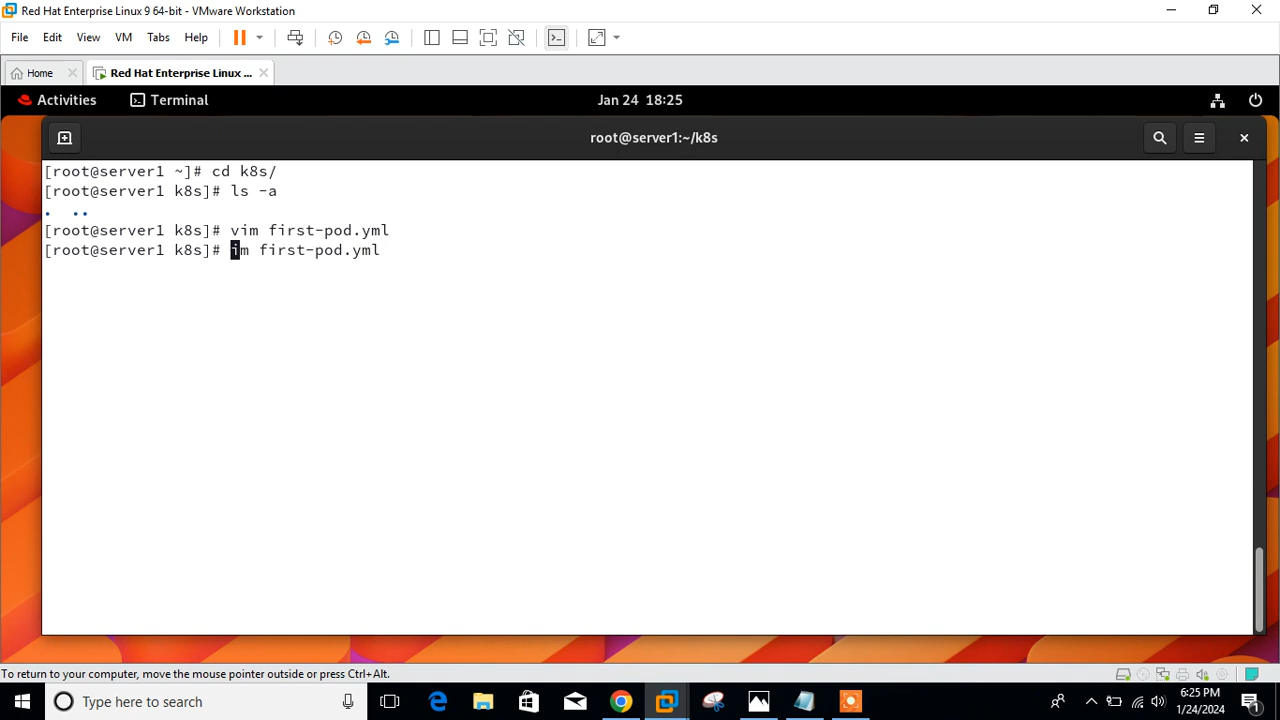 Red Hat Enterprise Linux 9 64-bit - VMware Workstation
File Edit View VM Tabs Help
Home Red Hat Enterprise Linux ...
Activities Terminal Jan 24 18:25
root@server1:~/k8s
[root@server1 ~]# cd k8s/
[root@server1 k8s]# ls -a
. ..
[root@server1 k8s]# vim first-pod.yml
[root@server1 k8s]# im first-pod.yml
To return to your computer, move the mouse pointer outside or press Ctrl+Alt.
Type here to search
6:25 PM
1/24/2024
1